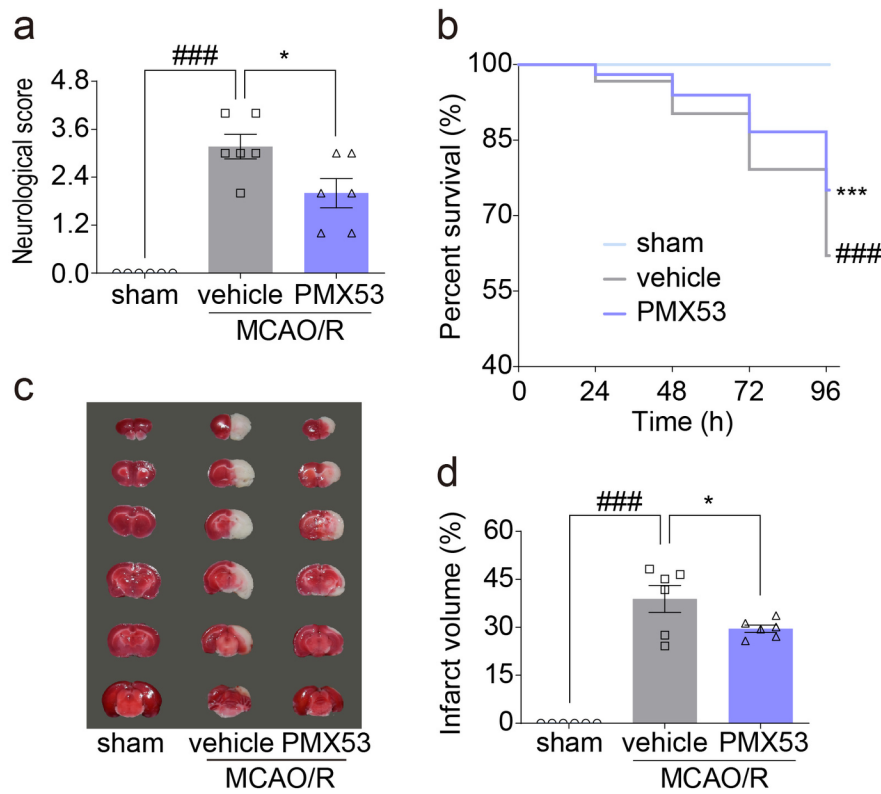 a
###
*
Neurological score
4.8
3.6
2.4
1.2
0.0
sham
vehicle
PMX53
MCAO/R
b
Percent survival (%)
100
85
70
55
40
0
24
48
72
96
Time (h)
sham
vehicle
PMX53
***
###
c
sham
vehicle PMX53
MCAO/R
d
###
*
Infarct volume (%)
60
45
30
15
0
sham
vehicle
PMX53
MCAO/R